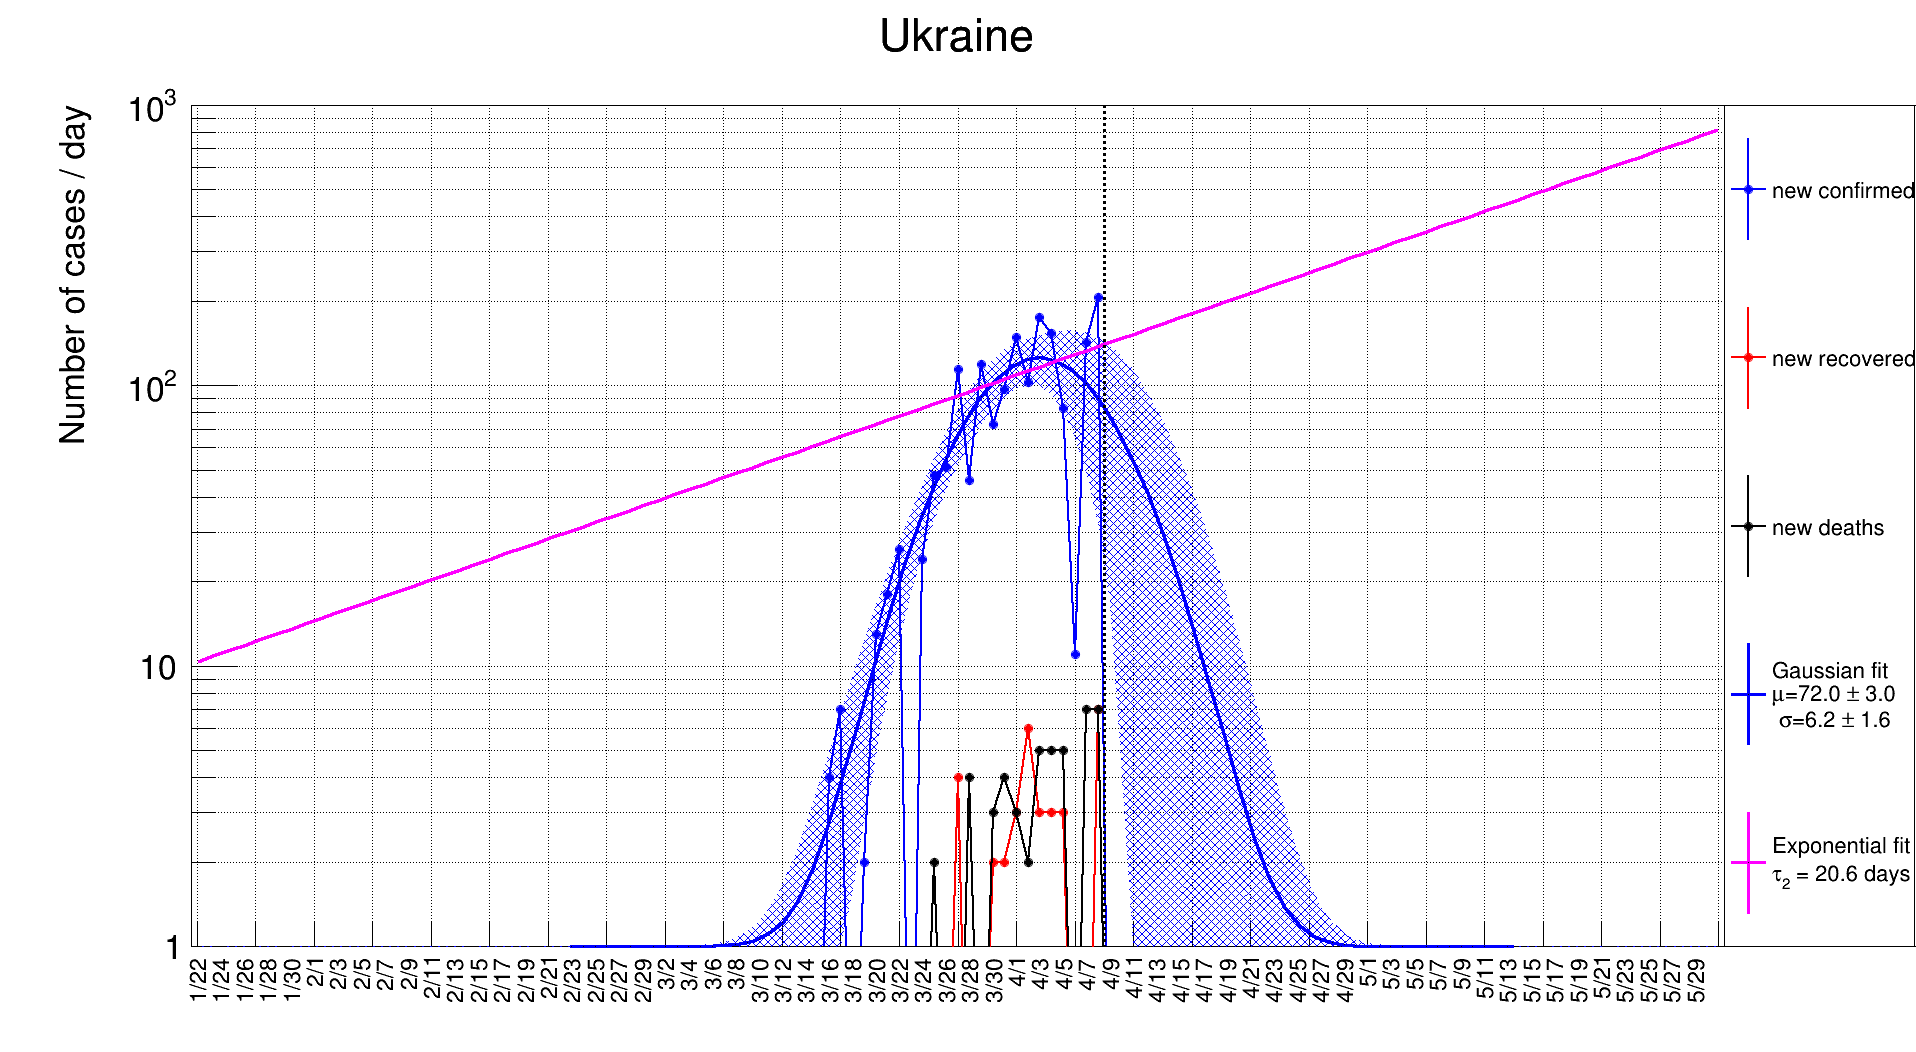 Ukraine
Number of cases / day
10³
10²
10
1
1/22 1/24 1/26 1/28 1/30 2/1 2/3 2/5 2/7 2/9 2/11 2/13 2/15 2/17 2/19 2/21 2/23 2/25 2/27 2/29 3/2 3/4 3/6 3/8 3/10 3/12 3/14 3/16 3/18 3/20 3/22 3/24 3/26 3/28 3/30 4/1 4/3 4/5 4/7 4/9 4/11 4/13 4/15 4/17 4/19 4/21 4/23 4/25 4/27 4/29 5/1 5/3 5/5 5/7 5/9 5/11 5/13 5/15 5/17 5/19 5/21 5/23 5/25 5/27 5/29
new confirmed
new recovered
new deaths
Gaussian fit
μ=72.0 ± 3.0
σ=6.2 ± 1.6
Exponential fit
τ₂ = 20.6 days